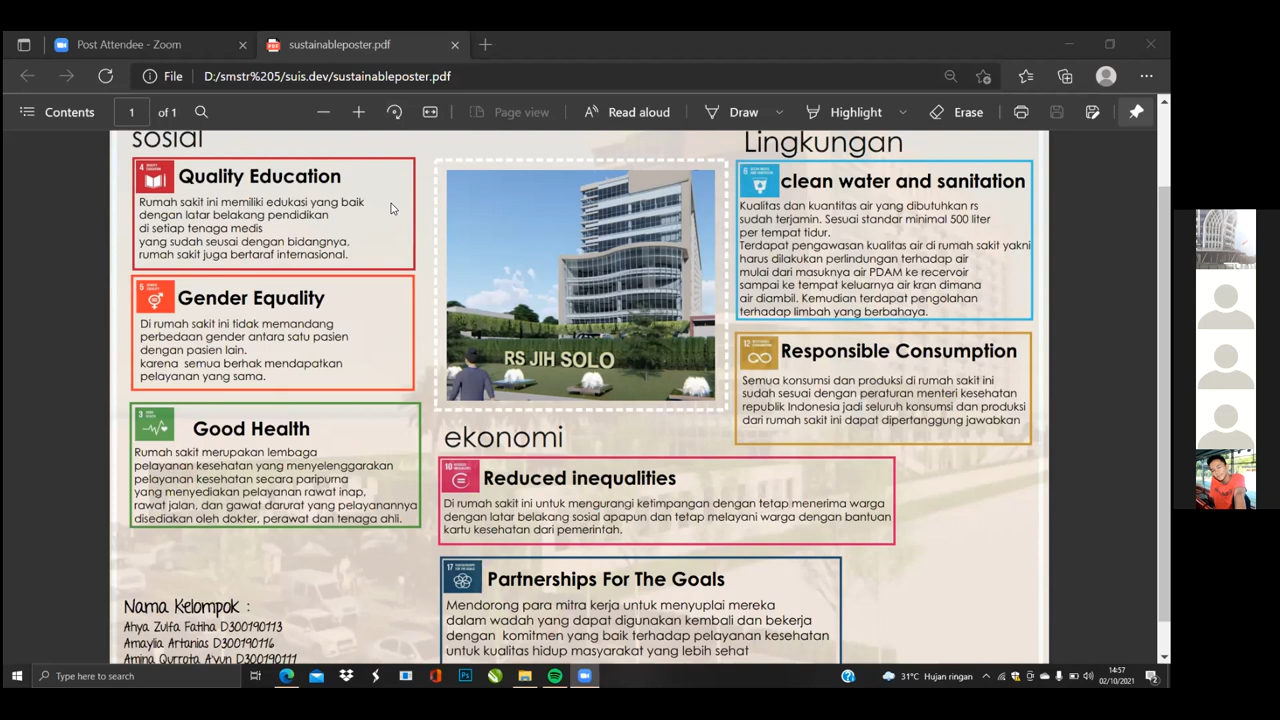 Post Attendee - Zoom
sustainableposter.pdf
File
D:/smstr%205/suis.dev/sustainableposter.pdf
Contents
1
of 1
Page view
Read aloud
Draw
Highlight
Erase
sosial
4
Quality Education
Rumah sakit ini memiliki edukasi yang baik
dengan latar belakang pendidikan
di setiap tenaga medis
yang sudah seusai dengan bidangnya,
rumah sakit juga bertaraf internasional.
5
Gender Equality
Di rumah sakit ini tidak memandang
perbedaan gender antara satu pasien
dengan pasien lain.
karena semua berhak mendapatkan
pelayanan yang sama.
3
Good Health
Rumah sakit merupakan lembaga
pelayanan kesehatan yang menyelenggarakan
pelayanan kesehatan secara paripurna
yang menyediakan pelayanan rawat inap,
rawat jalan, dan gawat darurat yang pelayanannya
disediakan oleh dokter, perawat dan tenaga ahli.
Nama Kelompok :
Ahya Zulfa Fatiha D300190113
Amaylia Artanias D300190116
Amina Qurrota A'yun D300190111
RS JIH SOLO
ekonomi
10
Reduced inequalities
Di rumah sakit ini untuk mengurangi ketimpangan dengan tetap menerima warga
dengan latar belakang sosial apapun dan tetap melayani warga dengan bantuan
kartu kesehatan dari pemerintah.
17
Partnerships For The Goals
Mendorong para mitra kerja untuk menyuplai mereka
dalam wadah yang dapat digunakan kembali dan bekerja
dengan komitmen yang baik terhadap pelayanan kesehatan
untuk kualitas hidup masyarakat yang lebih sehat
Lingkungan
6
clean water and sanitation
Kualitas dan kuantitas air yang dibutuhkan rs
sudah terjamin. Sesuai standar minimal 500 liter
per tempat tidur.
Terdapat pengawasan kualitas air di rumah sakit yakni
harus dilakukan perlindungan terhadap air
mulai dari masuknya air PDAM ke recervoir
sampai ke tempat keluarnya air kran dimana
air diambil. Kemudian terdapat pengolahan
terhadap limbah yang berbahaya.
12
Responsible Consumption
Semua konsumsi dan produksi di rumah sakit ini
sudah sesuai dengan peraturan menteri kesehatan
republik Indonesia jadi seluruh konsumsi dan produksi
dari rumah sakit ini dapat dipertanggung jawabkan
Type here to search
31°C Hujan ringan
14:57
02/10/2021
2